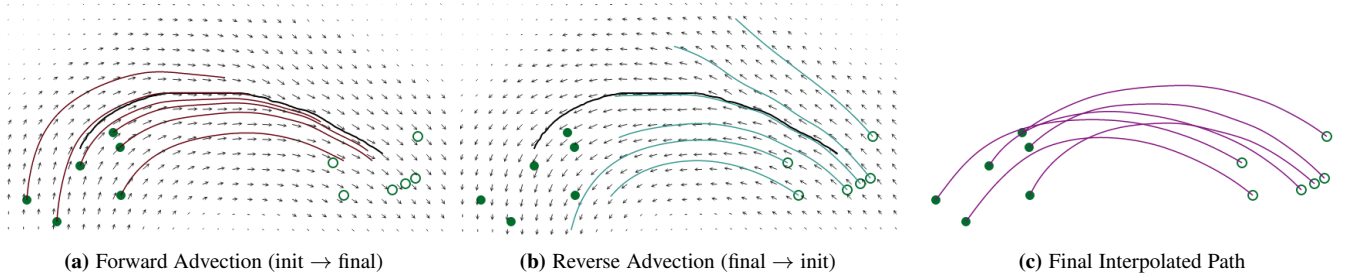 (a) Forward Advection (init → final)
(b) Reverse Advection (final → init)
(c) Final Interpolated Path